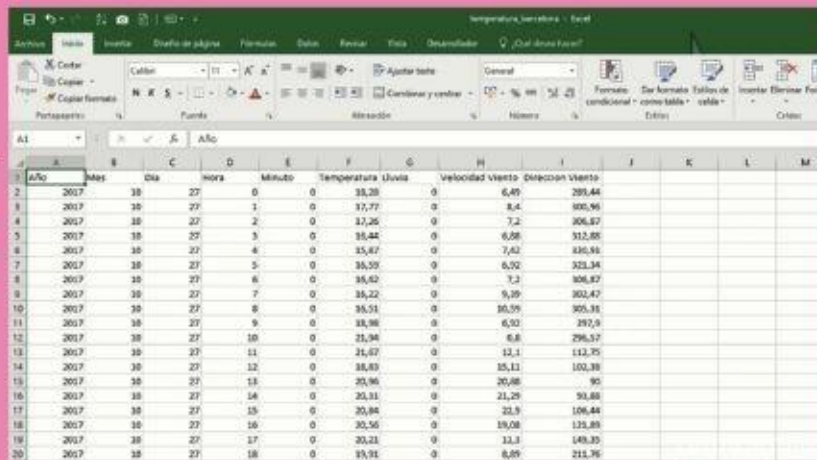 temperatura_barcelona - Excel
Archivo Inicio Insertar Diseño de página Fórmulas Datos Revisar Vista Desarrollador ¿Qué desea hacer?
Cortar
Copiar
Copiar formato
Pegar
Calibri 11
N K S
Ajustar texto
Combinar y centrar
General
Formato condicional
Dar formato como tabla
Estilos de celda
Insertar Eliminar
Portapapeles Fuente Alineación Número Estilos Celdas
A1 Año
A B C D E F G H I J K L M
1 Año Mes Dia Hora Minuto Temperatura Lluvia Velocidad Viento Direccion Viento
2 2017 10 27 0 0 18,28 0 6,49 289,44
3 2017 10 27 1 0 17,77 0 8,4 300,96
4 2017 10 27 2 0 17,26 0 7,2 306,87
5 2017 10 27 3 0 16,44 0 6,88 312,88
6 2017 10 27 4 0 15,87 0 7,42 330,93
7 2017 10 27 5 0 16,59 0 6,92 321,34
8 2017 10 27 6 0 16,62 0 7,2 306,87
9 2017 10 27 7 0 16,22 0 9,39 302,47
10 2017 10 27 8 0 16,51 0 10,59 305,31
11 2017 10 27 9 0 18,98 0 6,92 297,9
12 2017 10 27 10 0 21,94 0 6,8 296,57
13 2017 10 27 11 0 21,67 0 12,1 112,75
14 2017 10 27 12 0 18,83 0 15,11 102,38
15 2017 10 27 13 0 20,96 0 20,88 90
16 2017 10 27 14 0 20,31 0 21,29 93,88
17 2017 10 27 15 0 20,84 0 22,9 106,44
18 2017 10 27 16 0 20,56 0 19,08 123,89
19 2017 10 27 17 0 20,21 0 11,3 149,35
20 2017 10 27 18 0 19,91 0 8,89 211,76